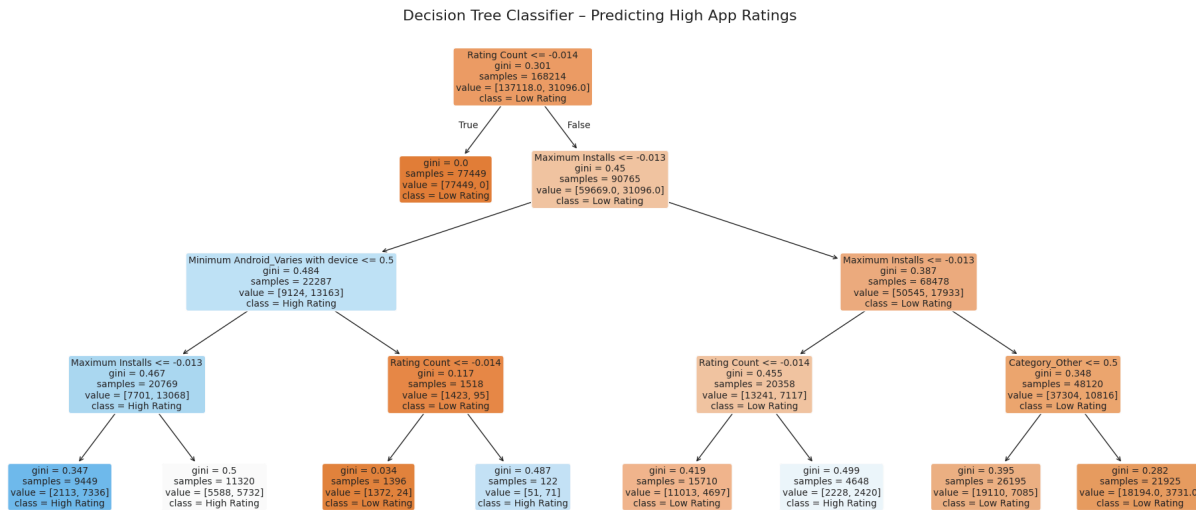 Decision Tree Classifier – Predicting High App Ratings
Rating Count <= -0.014
gini = 0.301
samples = 168214
value = [137118.0, 31096.0]
class = Low Rating
True
False
gini = 0.0
samples = 77449
value = [77449, 0]
class = Low Rating
Maximum Installs <= -0.013
gini = 0.45
samples = 90765
value = [59669.0, 31096.0]
class = Low Rating
Minimum Android_Varies with device <= 0.5
gini = 0.484
samples = 22287
value = [9124, 13163]
class = High Rating
Maximum Installs <= -0.013
gini = 0.387
samples = 68478
value = [50545, 17933]
class = Low Rating
Maximum Installs <= -0.013
gini = 0.467
samples = 20769
value = [7701, 13068]
class = High Rating
Rating Count <= -0.014
gini = 0.117
samples = 1518
value = [1423, 95]
class = Low Rating
Rating Count <= -0.014
gini = 0.455
samples = 20358
value = [13241, 7117]
class = Low Rating
Category_Other <= 0.5
gini = 0.348
samples = 48120
value = [37304, 10816]
class = Low Rating
gini = 0.347
samples = 9449
value = [2113, 7336]
class = High Rating
gini = 0.5
samples = 11320
value = [5588, 5732]
class = High Rating
gini = 0.034
samples = 1396
value = [1372, 24]
class = Low Rating
gini = 0.487
samples = 122
value = [51, 71]
class = High Rating
gini = 0.419
samples = 15710
value = [11013, 4697]
class = Low Rating
gini = 0.499
samples = 4648
value = [2228, 2420]
class = High Rating
gini = 0.395
samples = 26195
value = [19110, 7085]
class = Low Rating
gini = 0.282
samples = 21925
value = [18194.0, 3731.0]
class = Low Rating